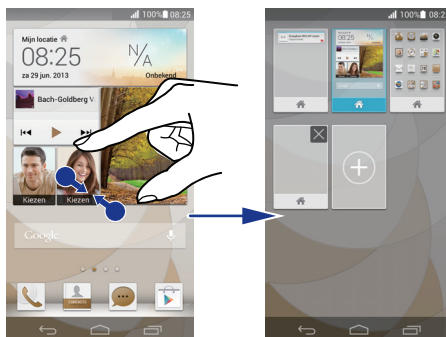 100% 08:25
Mijn locatie
08:25
za 29 jun. 2013
N/A
Onbekend
Bach-Goldberg V
Kiezen
Kiezen
Google
CONTACTS
100% 08:25